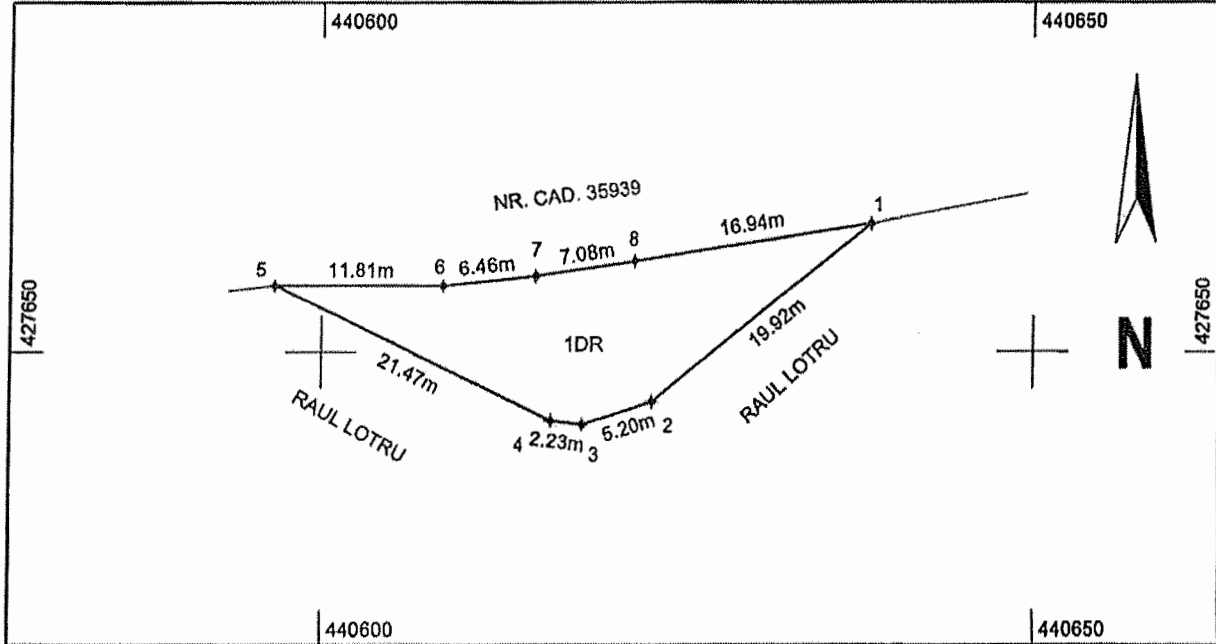 440600
440650
NR. CAD. 35939
1
16.94m
8
7.08m
7
6.46m
6
11.81m
5
427650
427650
N
1DR
19.92m
RAUL LOTRU
21.47m
RAUL LOTRU
4
2.23m
3
5.20m
2
440600
440650